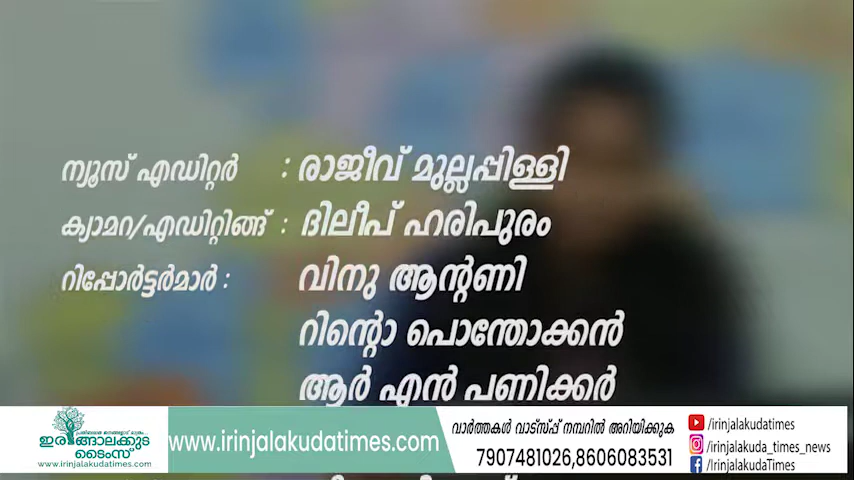 ന്യൂസ് എഡിറ്റർ : രാജീവ് മുല്ലപ്പിള്ളി
ക്യാമറ/എഡിറ്റിങ്ങ് : ദിലീപ് ഹരിപുരം
റിപ്പോർട്ടർമാർ : വിനു ആന്റണി
റിന്റൊ പൊന്തോക്കൻ
ആർ എൻ പണിക്കർ
ഇരിങ്ങാലക്കുട
ടൈംസ്
www.irinjalakudatimes.com
www.irinjalakudatimes.com
വാർത്തകൾ വാട്സ്പ്പ് നമ്പറിൽ അറിയിക്കുക
7907481026,8606083531
/irinjalakudatimes
/irinjalakuda_times_news
/IrinjalakudaTimes